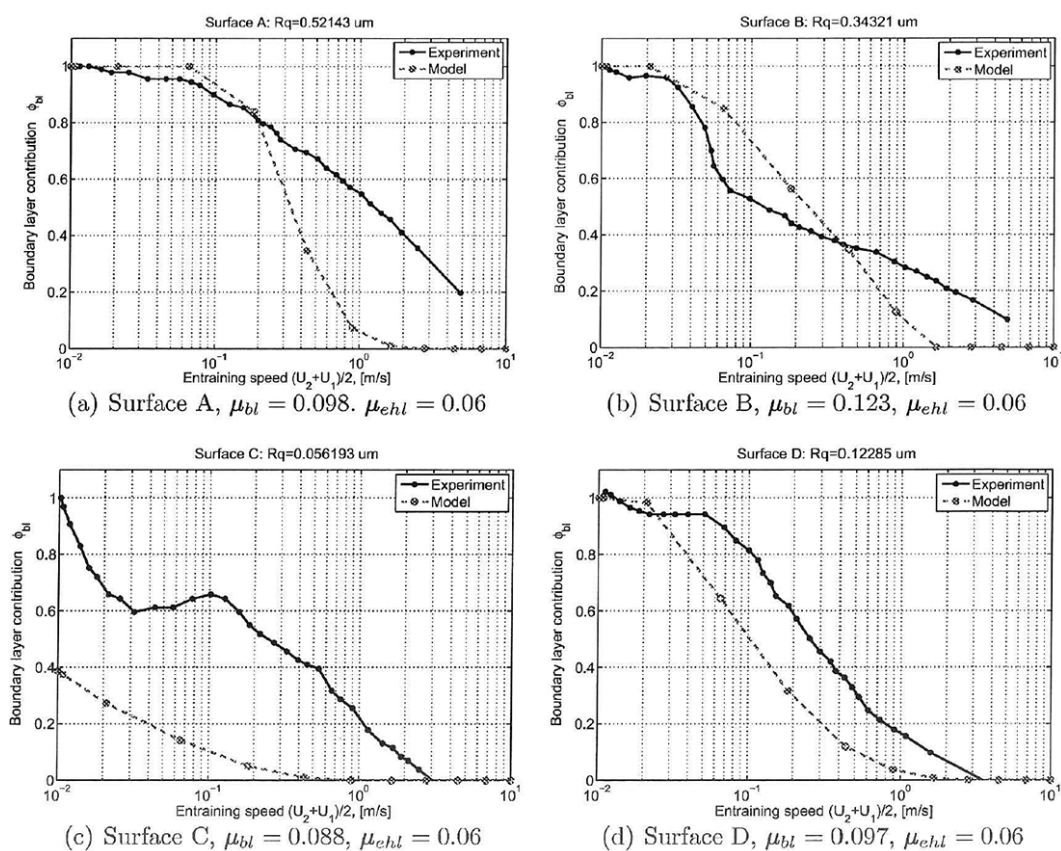 Surface A: Rq=0.52143 um
Boundary layer contribution ϕbl
1
0.8
0.6
0.4
0.2
0
Experiment
Model
10^-2 10^-1 10^0 10^1
Entraining speed (U2+U1)/2, [m/s]
(a) Surface A, μbl = 0.098. μehl = 0.06
Surface B: Rq=0.34321 um
Boundary layer contribution ϕbl
1
0.8
0.6
0.4
0.2
0
Experiment
Model
10^-2 10^-1 10^0 10^1
Entraining speed (U2+U1)/2, [m/s]
(b) Surface B, μbl = 0.123, μehl = 0.06
Surface C: Rq=0.056193 um
Boundary layer contribution ϕbl
1
0.8
0.6
0.4
0.2
0
Experiment
Model
10^-2 10^-1 10^0 10^1
Entraining speed (U2+U1)/2, [m/s]
(c) Surface C, μbl = 0.088, μehl = 0.06
Surface D: Rq=0.12285 um
Boundary layer contribution ϕbl
1
0.8
0.6
0.4
0.2
0
Experiment
Model
10^-2 10^-1 10^0 10^1
Entraining speed (U2+U1)/2, [m/s]
(d) Surface D, μbl = 0.097, μehl = 0.06